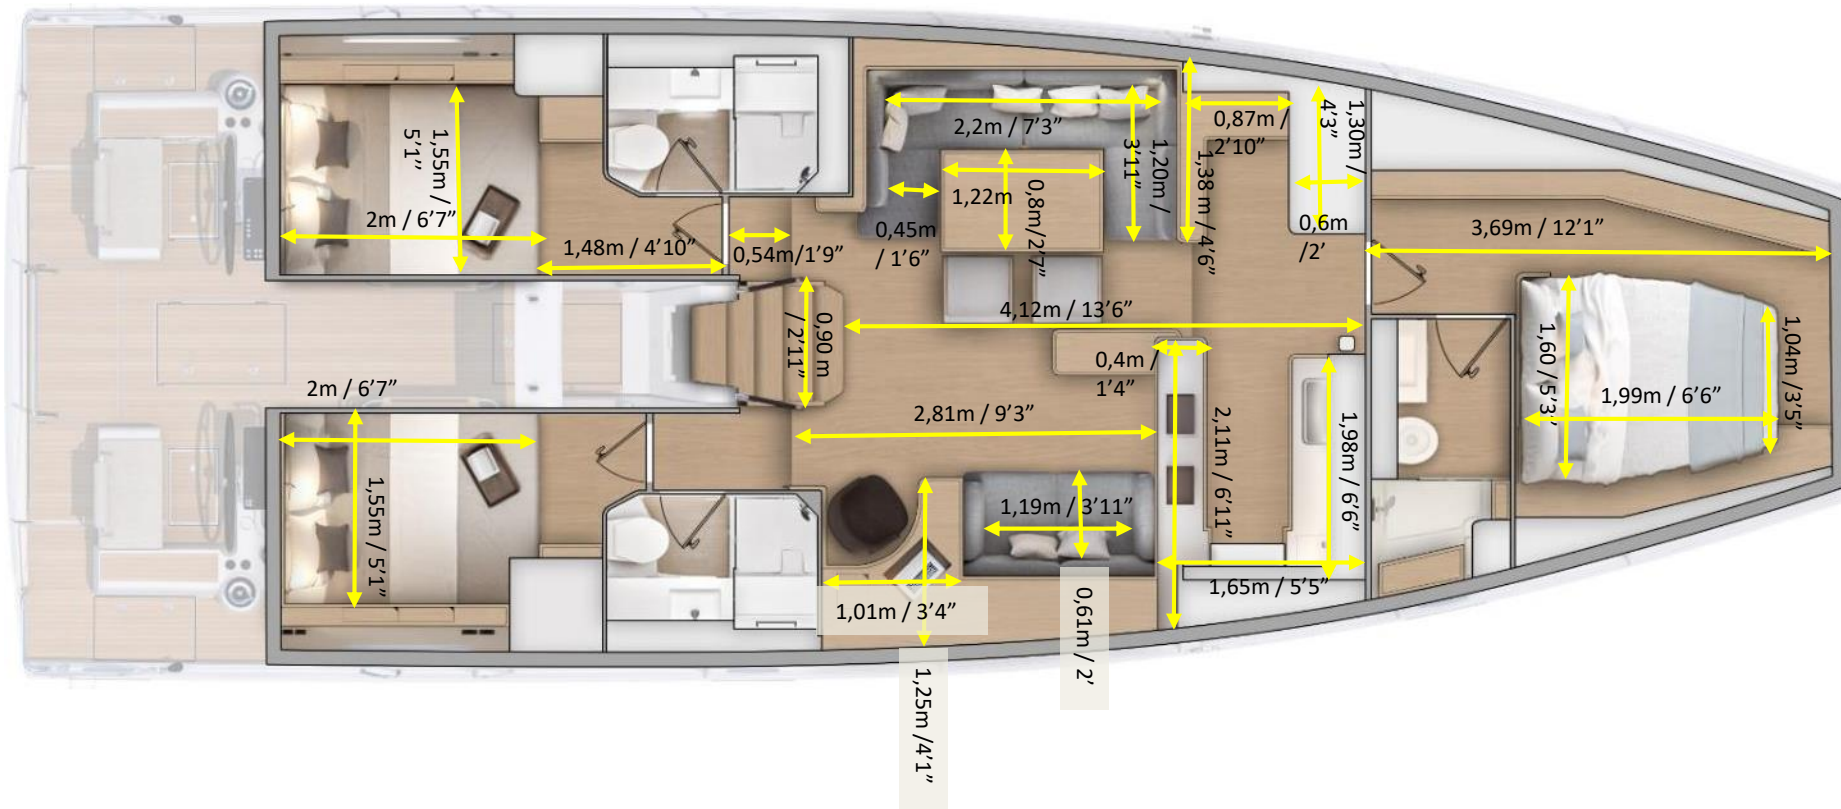 1,55m /
5'1''
2m / 6'7"
1,48m / 4'10"
0,54m/1'9"
2,2m / 7'3"
1,20m /
3'11"
0,45m
/ 1'6"
1,22m
0,8m/2'7"
1,38 m / 4'6"
0,87m /
2'10"
1,30m /
4'3"
0,6m
/2'
3,69m / 12'1"
0,90 m
/ 2'11"
4,12m / 13'6"
0,4m /
1'4"
1,60 / 5'3"
1,99m / 6'6"
1,04m /3'5"
2m / 6'7"
1,55m / 5'1"
2,81m / 9'3"
2,11m / 6'11"
1,98m / 6'6"
1,19m / 3'11"
1,65m / 5'5"
1,01m / 3'4"
0,61m / 2'
1,25m /4'1"